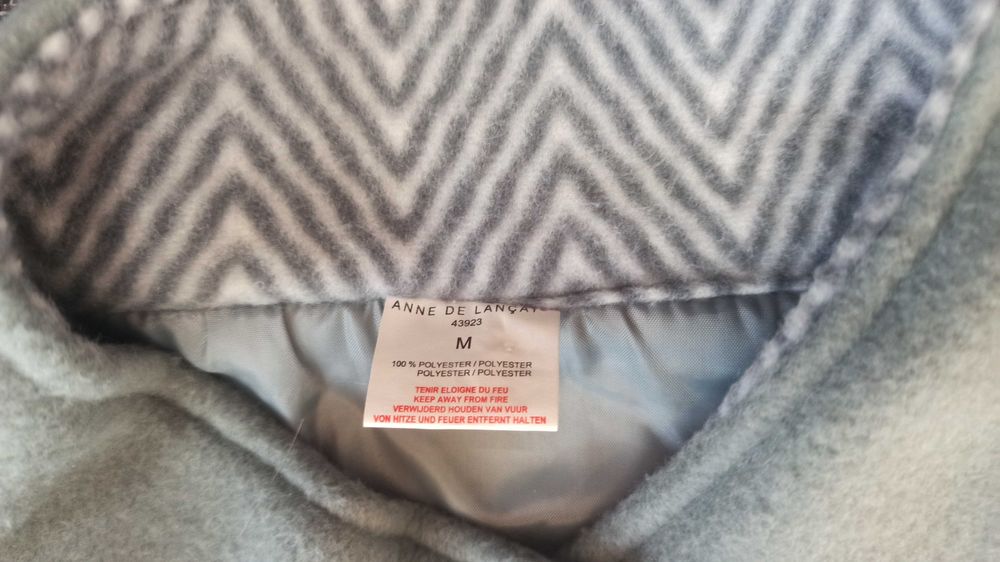 ANNE DE LANÇAY
43923
M
100 % POLYESTER / POLYESTER
POLYESTER / POLYESTER
TENIR ELOIGNE DU FEU
KEEP AWAY FROM FIRE
VERWIJDERD HOUDEN VAN VUUR
VON HITZE UND FEUER ENTFERNT HALTEN